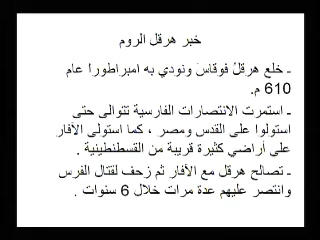 خبر هرقل الروم
ـ خلع هرقلُ فوقاسَ ونودي به امبراطوراً عام
610 م.
ـ استمرت الانتصارات الفارسية تتوالى حتى
استولوا على القدس ومصر ، كما استولى الآفار
على أراضي كثيرة قريبة من القسطنطينية .
ـ تصالح هرقل مع الآفار ثم زحف لقتال الفرس
وانتصر عليهم عدة مرات خلال 6 سنوات .